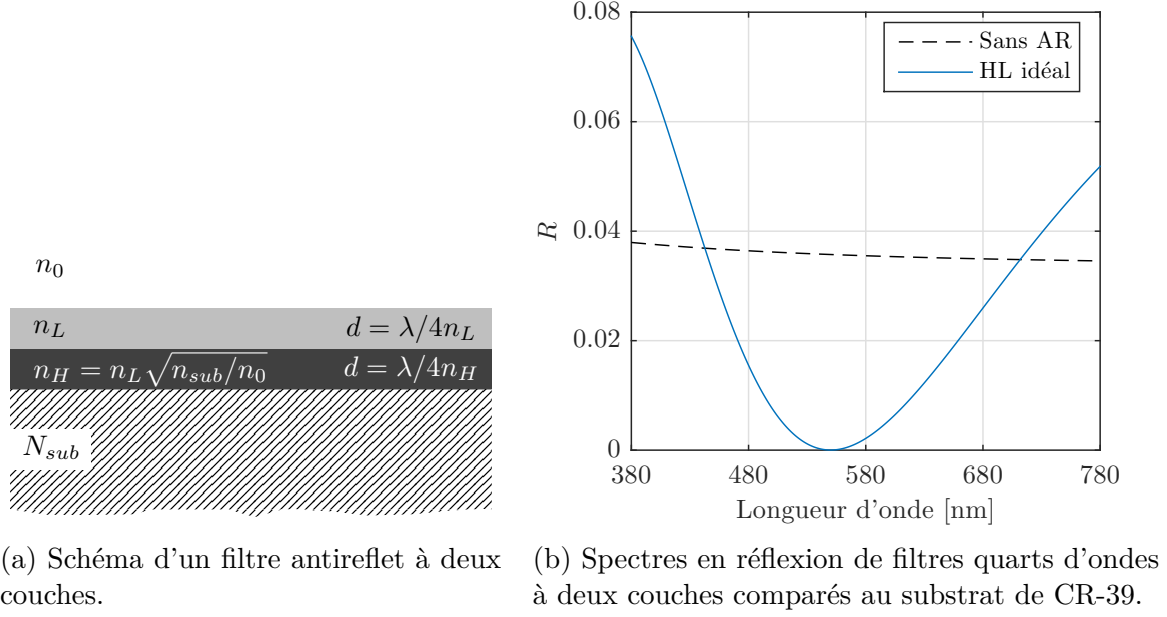 n_0
n_L d = λ/4n_L
n_H = n_L√(n_sub/n_0) d = λ/4n_H
N_sub
(a) Schéma d'un filtre antireflet à deux
couches.
0.08
0.06
0.04
0.02
0
R
380 480 580 680 780
Longueur d'onde [nm]
Sans AR
HL idéal
(b) Spectres en réflexion de filtres quarts d'ondes
à deux couches comparés au substrat de CR-39.